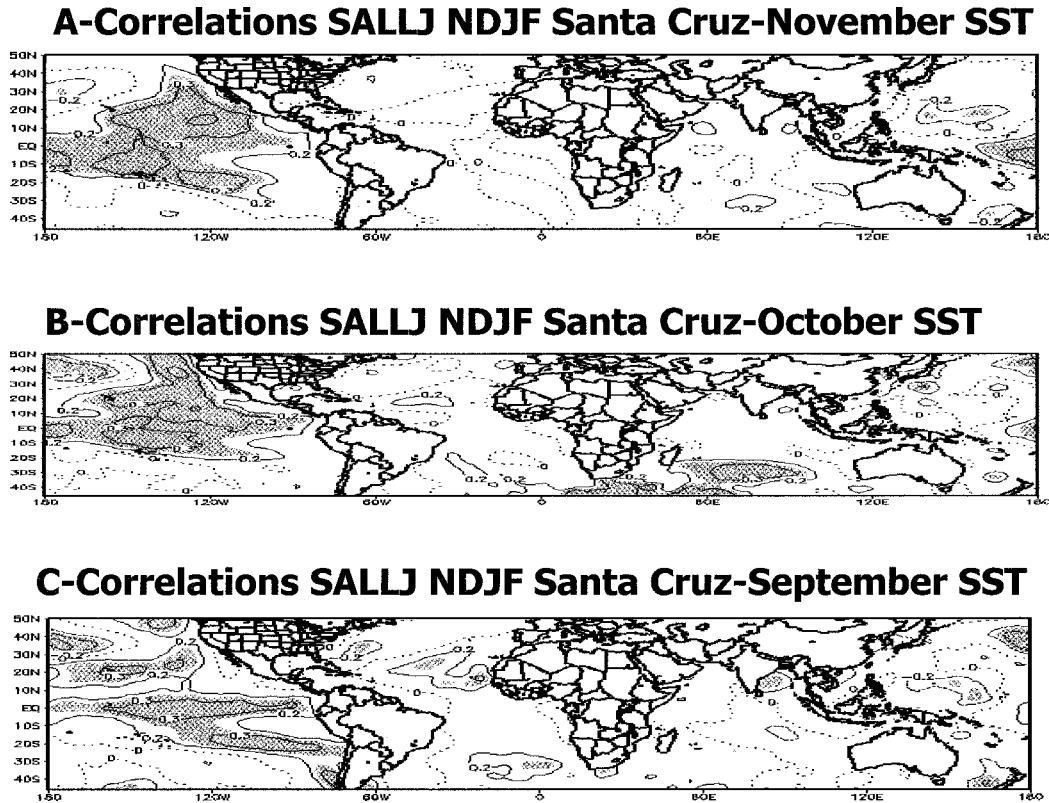 A-Correlations SALLJ NDJF Santa Cruz-November SST
50N
40N
30N
20N
10N
EQ
10S
20S
30S
40S
180 120W 60W 0 60E 120E 180
B-Correlations SALLJ NDJF Santa Cruz-October SST
50N
40N
30N
20N
10N
EQ
10S
20S
30S
40S
180 120W 60W 0 60E 120E 180
C-Correlations SALLJ NDJF Santa Cruz-September SST
50N
40N
30N
20N
10N
EQ
10S
20S
30S
40S
180 120W 60W 0 60E 120E 180